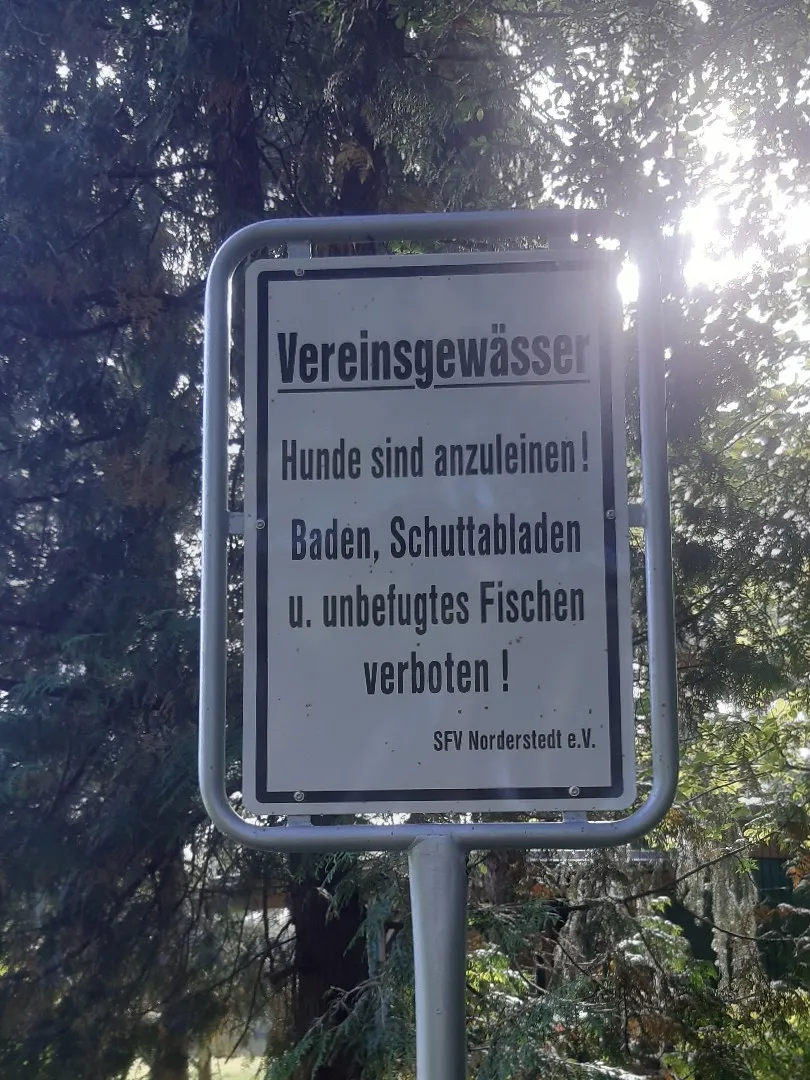 Vereinsgewässer
Hunde sind anzuleinen!
Baden, Schuttabladen
u. unbefugtes Fischen
verboten !
SFV Norderstedt e.V.